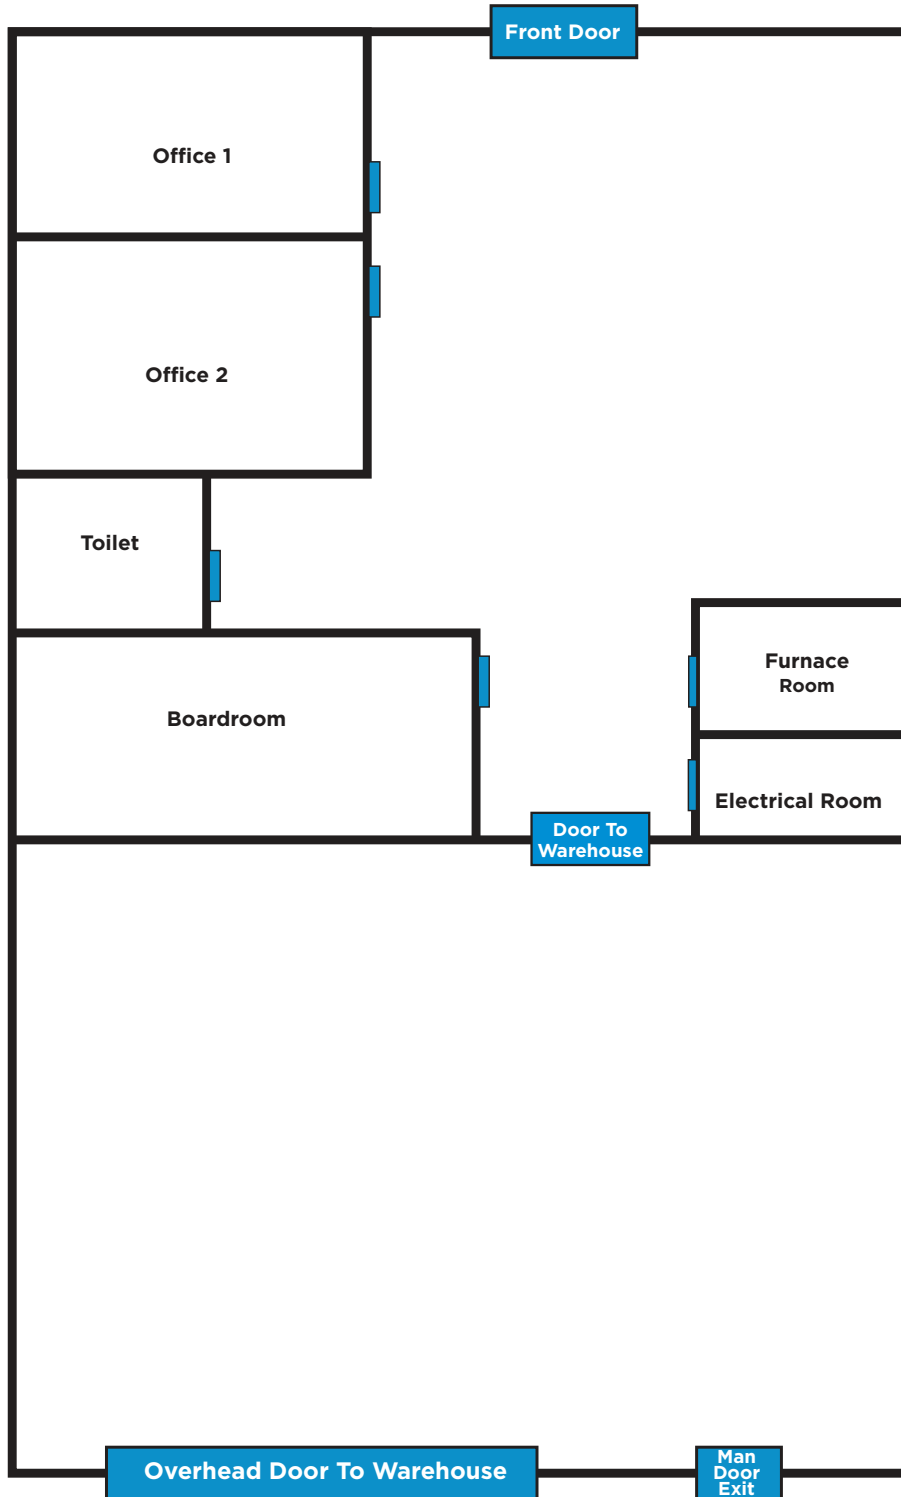 Front Door
Office 1
Office 2
Toilet
Furnace
Room
Boardroom
Electrical Room
Door To
Warehouse
Overhead Door To Warehouse
Man
Door
Exit